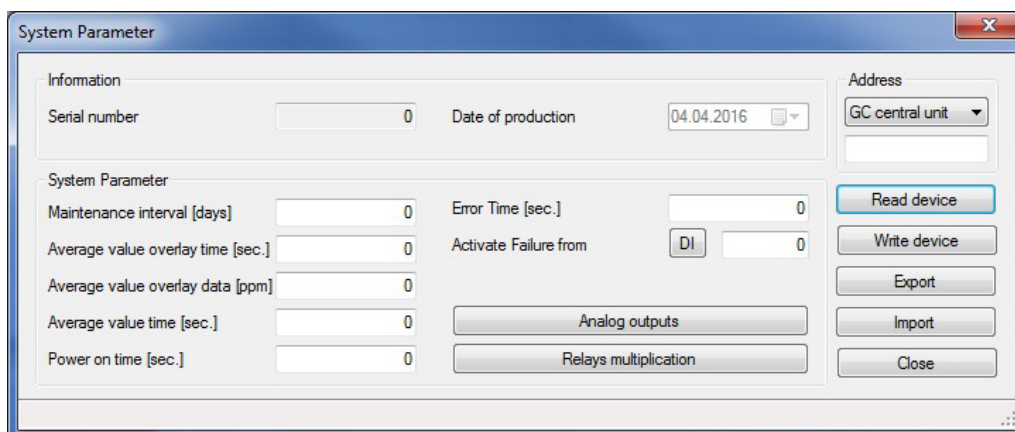 System Parameter
Information
Serial number 0 Date of production 04.04.2016
Address
GC central unit
System Parameter
Maintenance interval [days] 0 Error Time [sec.] 0
Average value overlay time [sec.] 0 Activate Failure from DI 0
Average value overlay data [ppm] 0
Average value time [sec.] 0 Analog outputs
Power on time [sec.] 0 Relays multiplication
Read device
Write device
Export
Import
Close